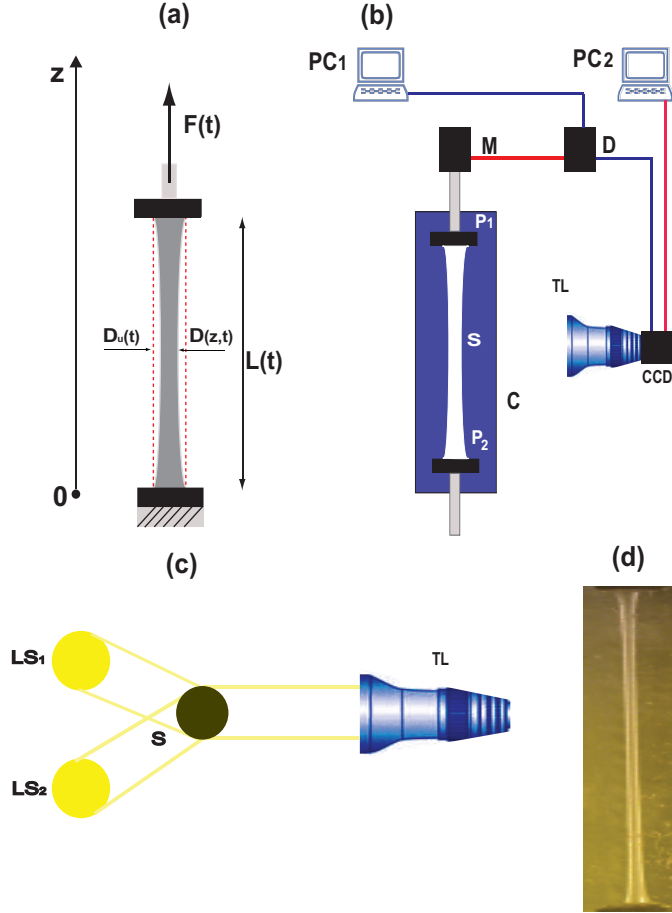 (a)
z
F(t)
Du(t)
D(z,t)
L(t)
0
(b)
PC1
PC2
M
D
P1
TL
S
CCD
C
P2
(c)
LS1
TL
S
LS2
(d)